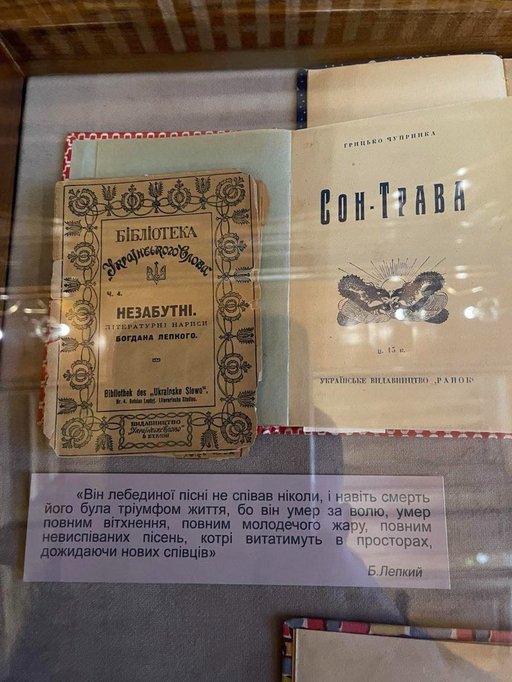 БІБЛІОТЕКА
„Українського Слова“
Ч. 4.
НЕЗАБУТНІ.
ЛІТЕРАТУРНІ НАРИСИ
БОГДАНА ЛЕПКОГО.
Bibliothek des „Ukrainske Slowo“.
Nr. 4. Bohdan Lepkyj, Literarische Studien.
ВИДАВНИЦТВО
„Українське Слово“
В БЕРЛІНІ
ГРИЦЬКО ЧУПРИНКА
СОН-ТРАВА
Ц. 15 к.
УКРАЇНСЬКЕ ВИДАВНИЦТВО „РАНОК“
«Він лебединої пісні не співав ніколи, і навіть смерть
його була тріумфом життя, бо він умер за волю, умер
повним вітхнення, повним молодечого жару, повним
невиспіваних пісень, котрі витатимуть в просторах,
дожидаючи нових співців»
Б.Лепкий